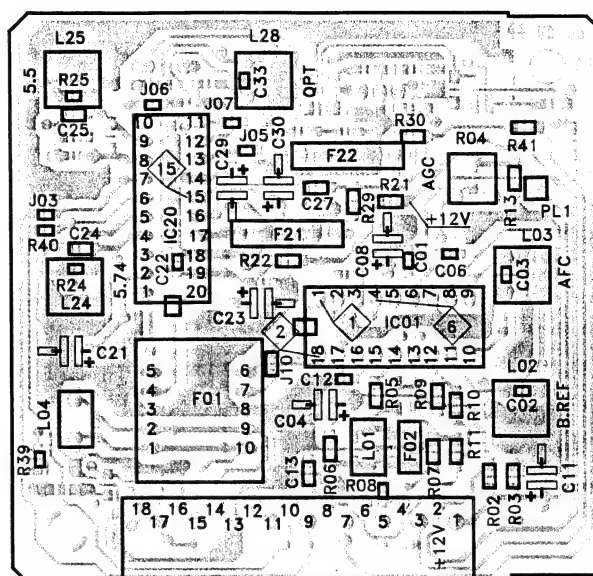 L25
L28
5.5
R25
C25
J06
C33
QPT
J07
J05
C29
C30
R30
F22
AGC
R04
R41
10 11
9 12
8 13
7 14
6 15
5 16
4 17
3 18
2 19
1 20
15
IC20
C22
J03
R40
C24
R24
L24
5.74
C27
R29
R21
+12V
R13
PL1
F21
R22
C08
C01
C06
L03
C03
AFC
C23
1 2 3 4 5 6 7 8 9
1
IC01
6
2
18 17 16 15 14 13 12 11 10
C21
5 6
4 7
3 8
2 9
1 10
F01
J10
L04
R39
C12
C04
R05
R09
R10
L02
C02
B.REF
C13
R06
L01
F02
R07
R11
R08
R02
R03
C11
18 17 16 15 14 13 12 11 10 9 8 7 6 5 4 3 2 1
+12V